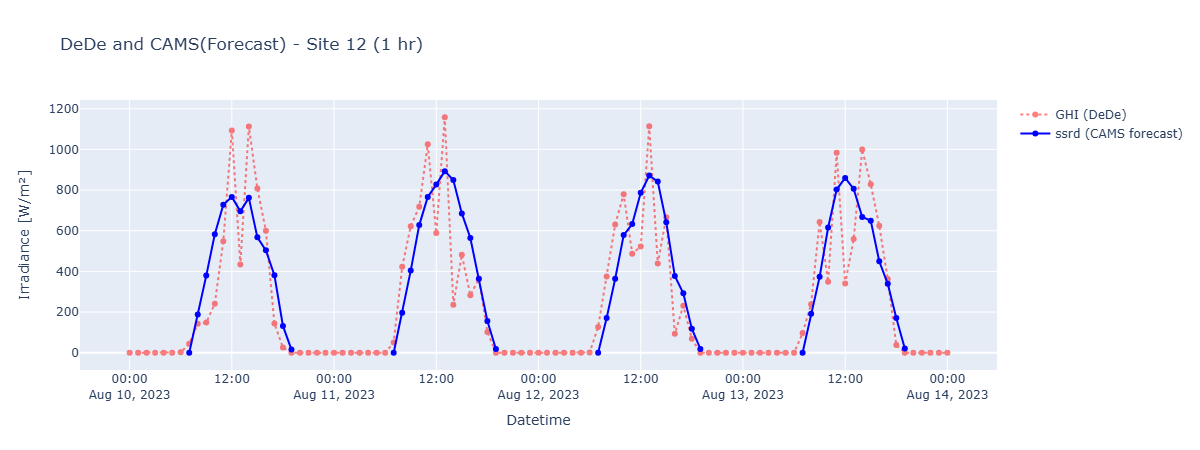 DeDe and CAMS(Forecast) - Site 12 (1 hr)
GHI (DeDe)
ssrd (CAMS forecast)
Irradiance [W/m²]
1200
1000
800
600
400
200
0
00:00 12:00 00:00 12:00 00:00 12:00 00:00 12:00 00:00
Aug 10, 2023 Aug 11, 2023 Aug 12, 2023 Aug 13, 2023 Aug 14, 2023
Datetime